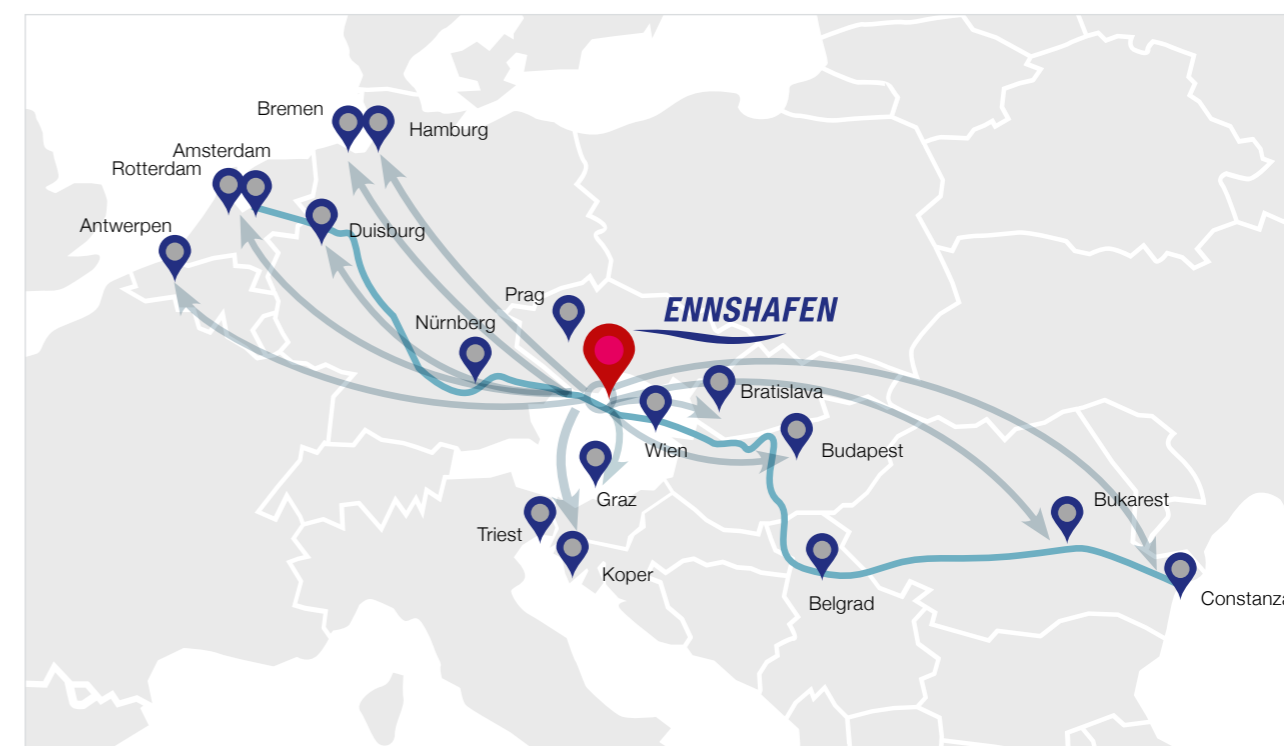 Bremen
Hamburg
Amsterdam
Rotterdam
Antwerpen
Duisburg
Prag
ENNSHAFEN
Nürnberg
Bratislava
Wien
Budapest
Graz
Bukarest
Triest
Koper
Belgrad
Constanza